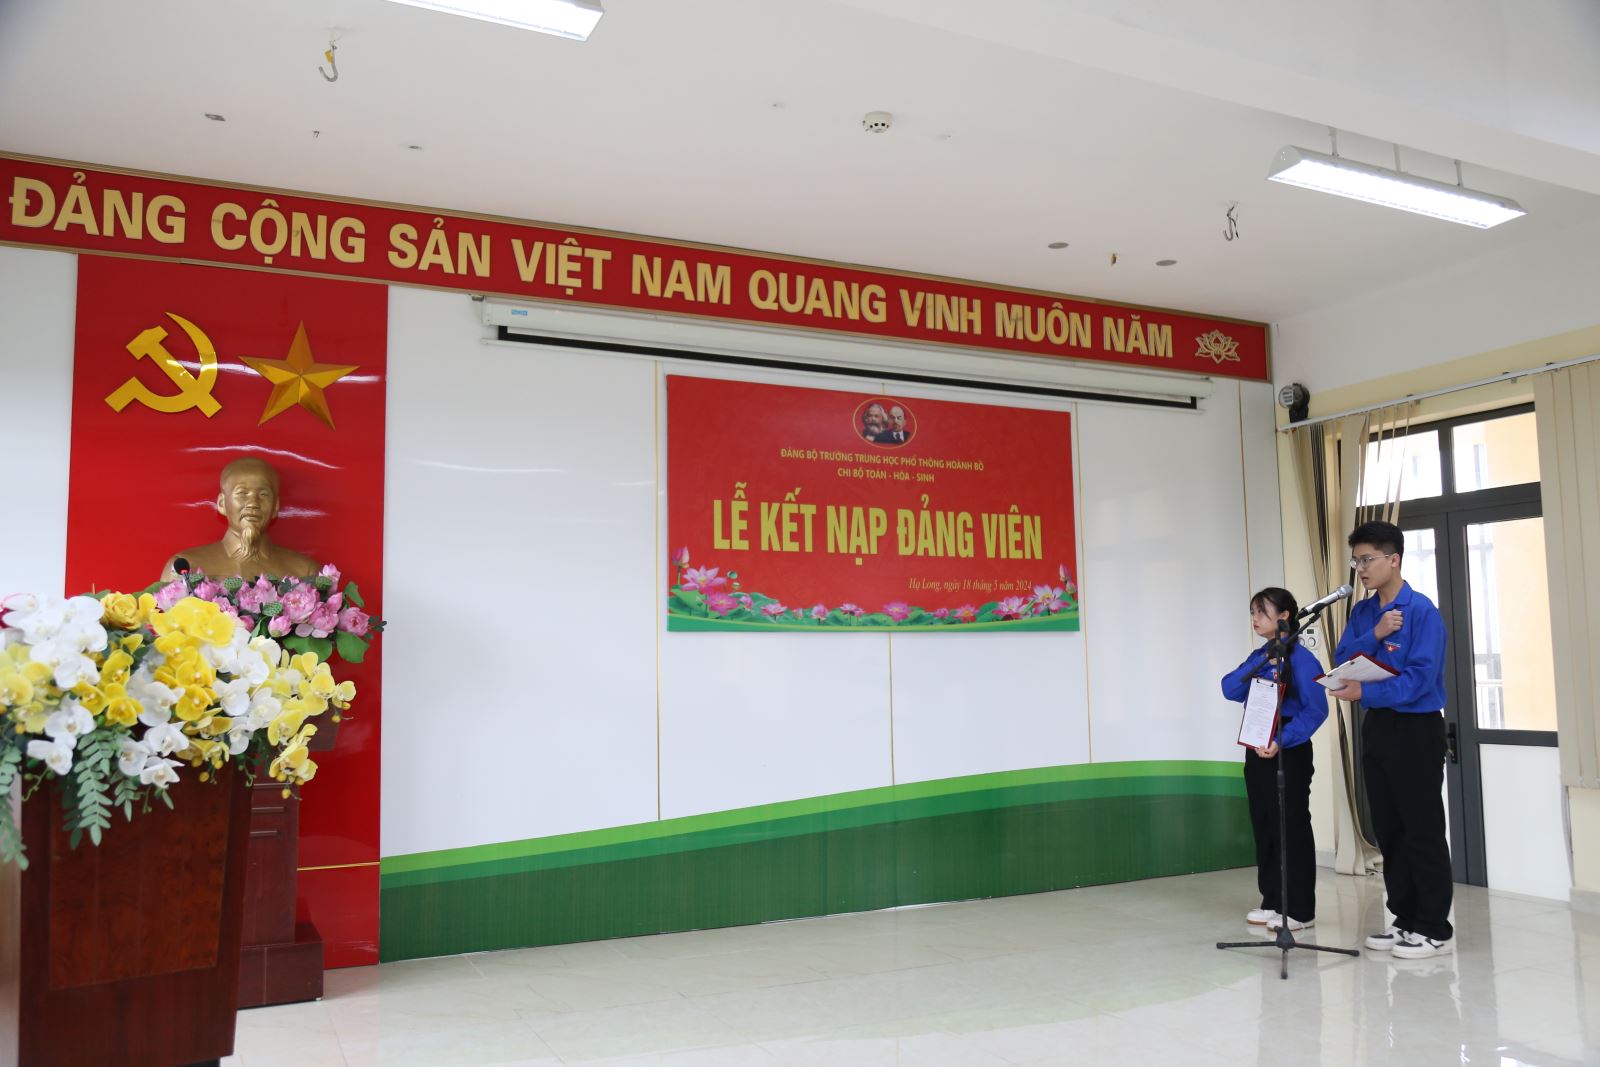 ĐẢNG CỘNG SẢN VIỆT NAM QUANG VINH MUÔN NĂM
ĐẢNG BỘ TRƯỜNG TRUNG HỌC PHỔ THÔNG HOÀNH BỒ
CHI BỘ TOÁN - HÓA - SINH
LỄ KẾT NẠP ĐẢNG VIÊN
Hạ Long, ngày 18 tháng 5 năm 2024